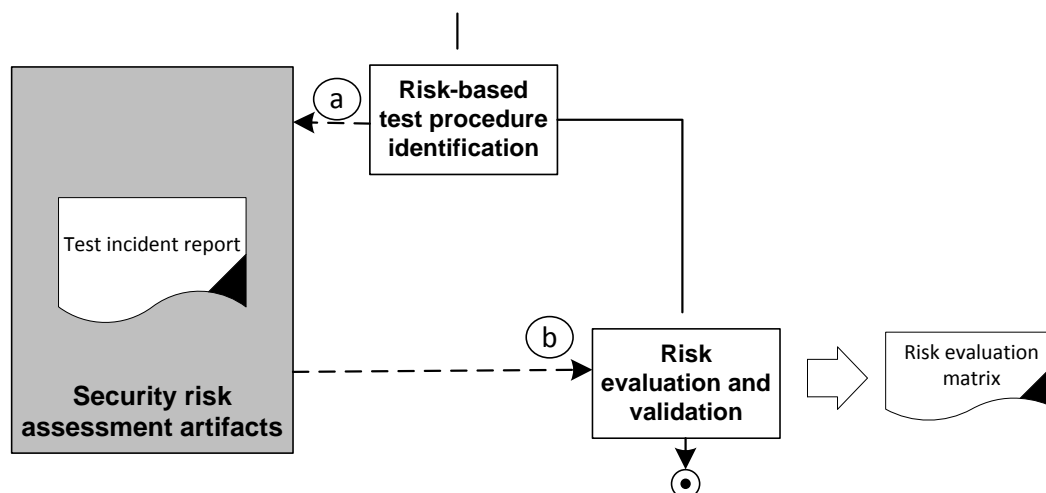 a
Risk-based
test procedure
identification
Test incident report
Security risk
assessment artifacts
b
Risk
evaluation and
validation
Risk evaluation
matrix